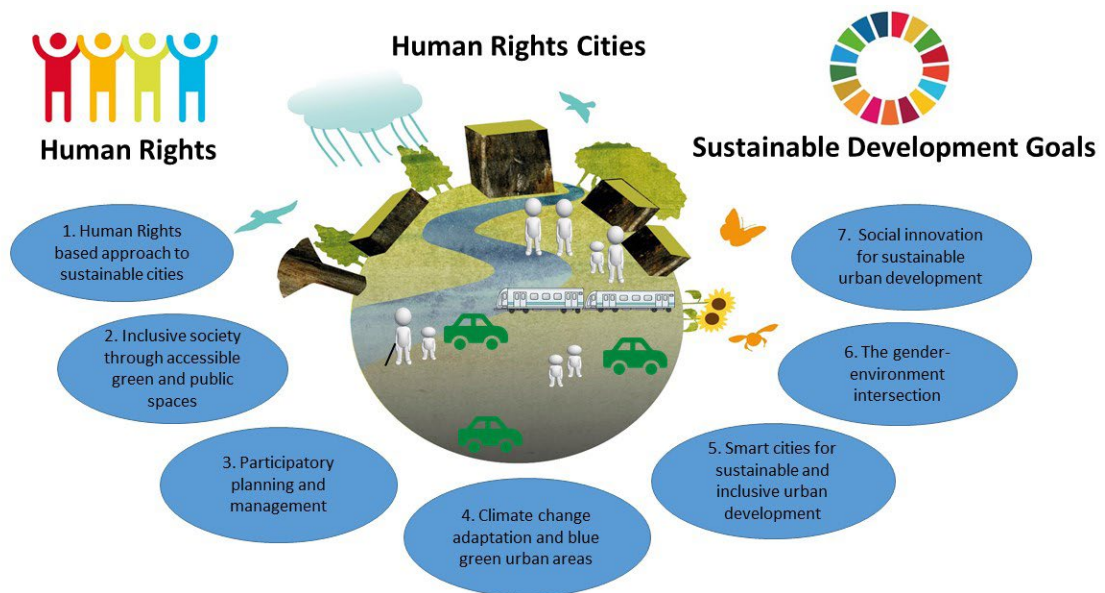 Human Rights Cities
Human Rights
Sustainable Development Goals
1. Human Rights
based approach to
sustainable cities
2. Inclusive society
through accessible
green and public
spaces
3. Participatory
planning and
management
4. Climate change
adaptation and blue
green urban areas
5. Smart cities for
sustainable and
inclusive urban
development
6. The gender-
environment
intersection
7. Social innovation
for sustainable
urban development